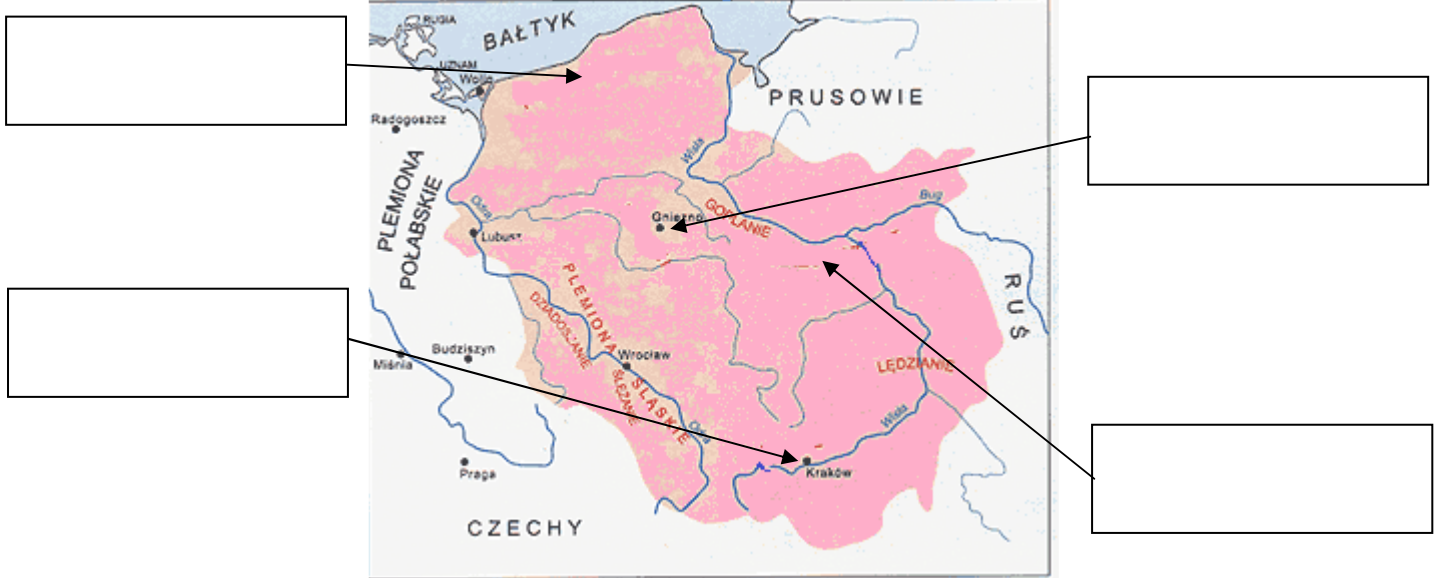 RUGIA
BAŁTYK
UZNAM
Wolin
PRUSOWIE
Radogoszcz
PLEMIONA
POŁABSKIE
Wisła
Odra
Bug
Gniezno
GOPLANIE
Lubusz
RUŚ
PLEMIONA ŚLĄSKIE
DZIADOSZANIE
Budziszyn
Miśnia
Wrocław
ŚLĘŻANIE
LĘDZIANIE
Wisła
Odra
Praga
Kraków
CZECHY